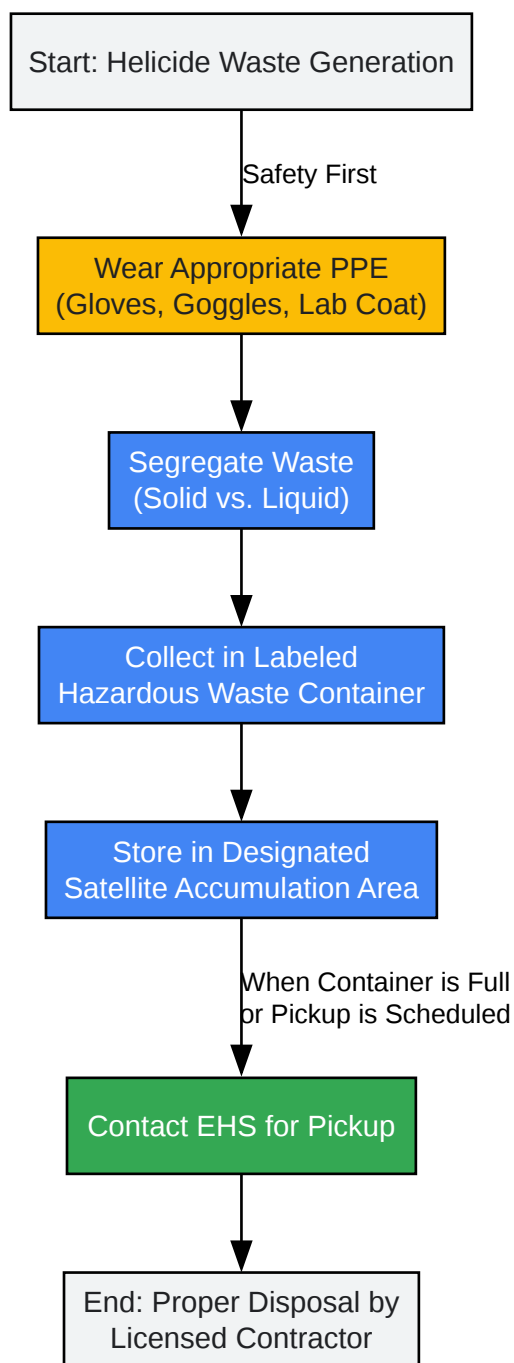 Start: Helicide Waste Generation
Safety First
Wear Appropriate PPE
(Gloves, Goggles, Lab Coat)
Segregate Waste
(Solid vs. Liquid)
Collect in Labeled
Hazardous Waste Container
Store in Designated
Satellite Accumulation Area
When Container is Full
or Pickup is Scheduled
Contact EHS for Pickup
End: Proper Disposal by
Licensed Contractor